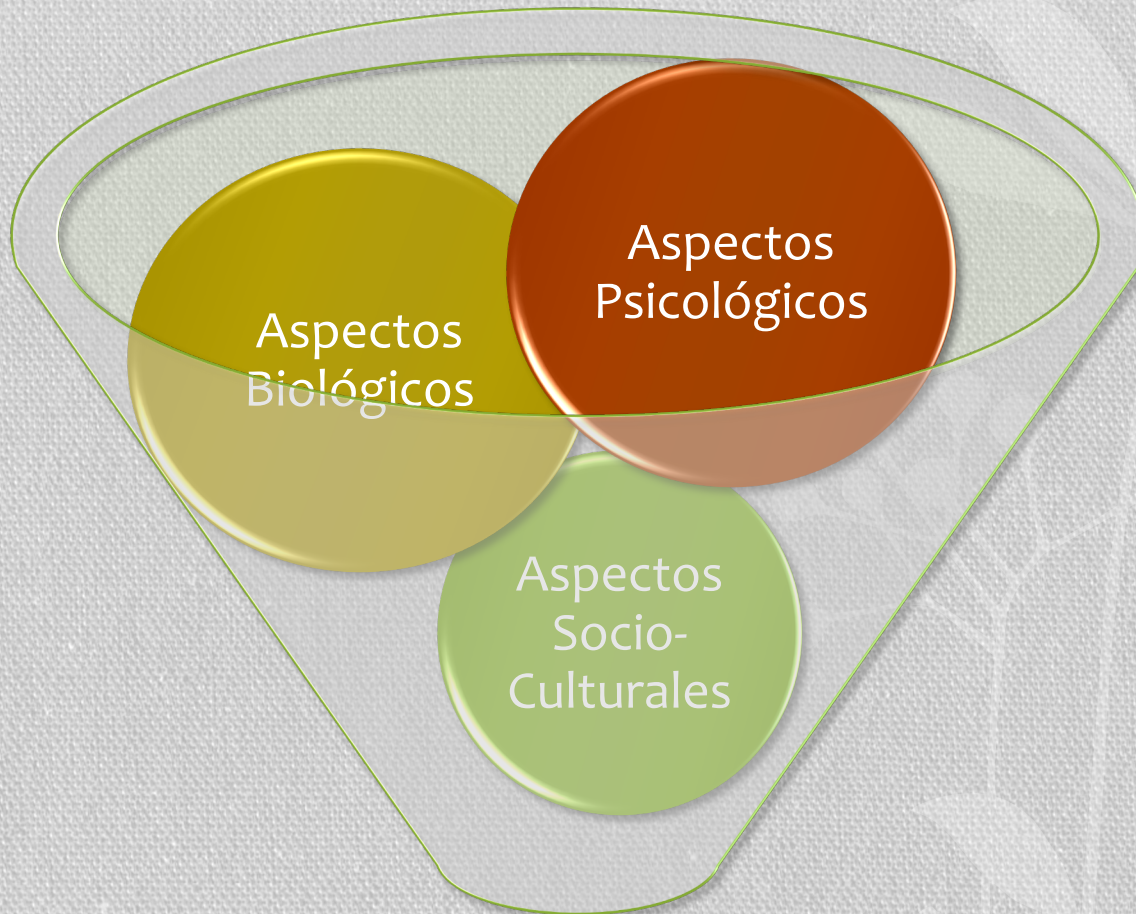 Aspectos
Psicológicos
Aspectos
Biológicos
Aspectos
Socio-
Culturales